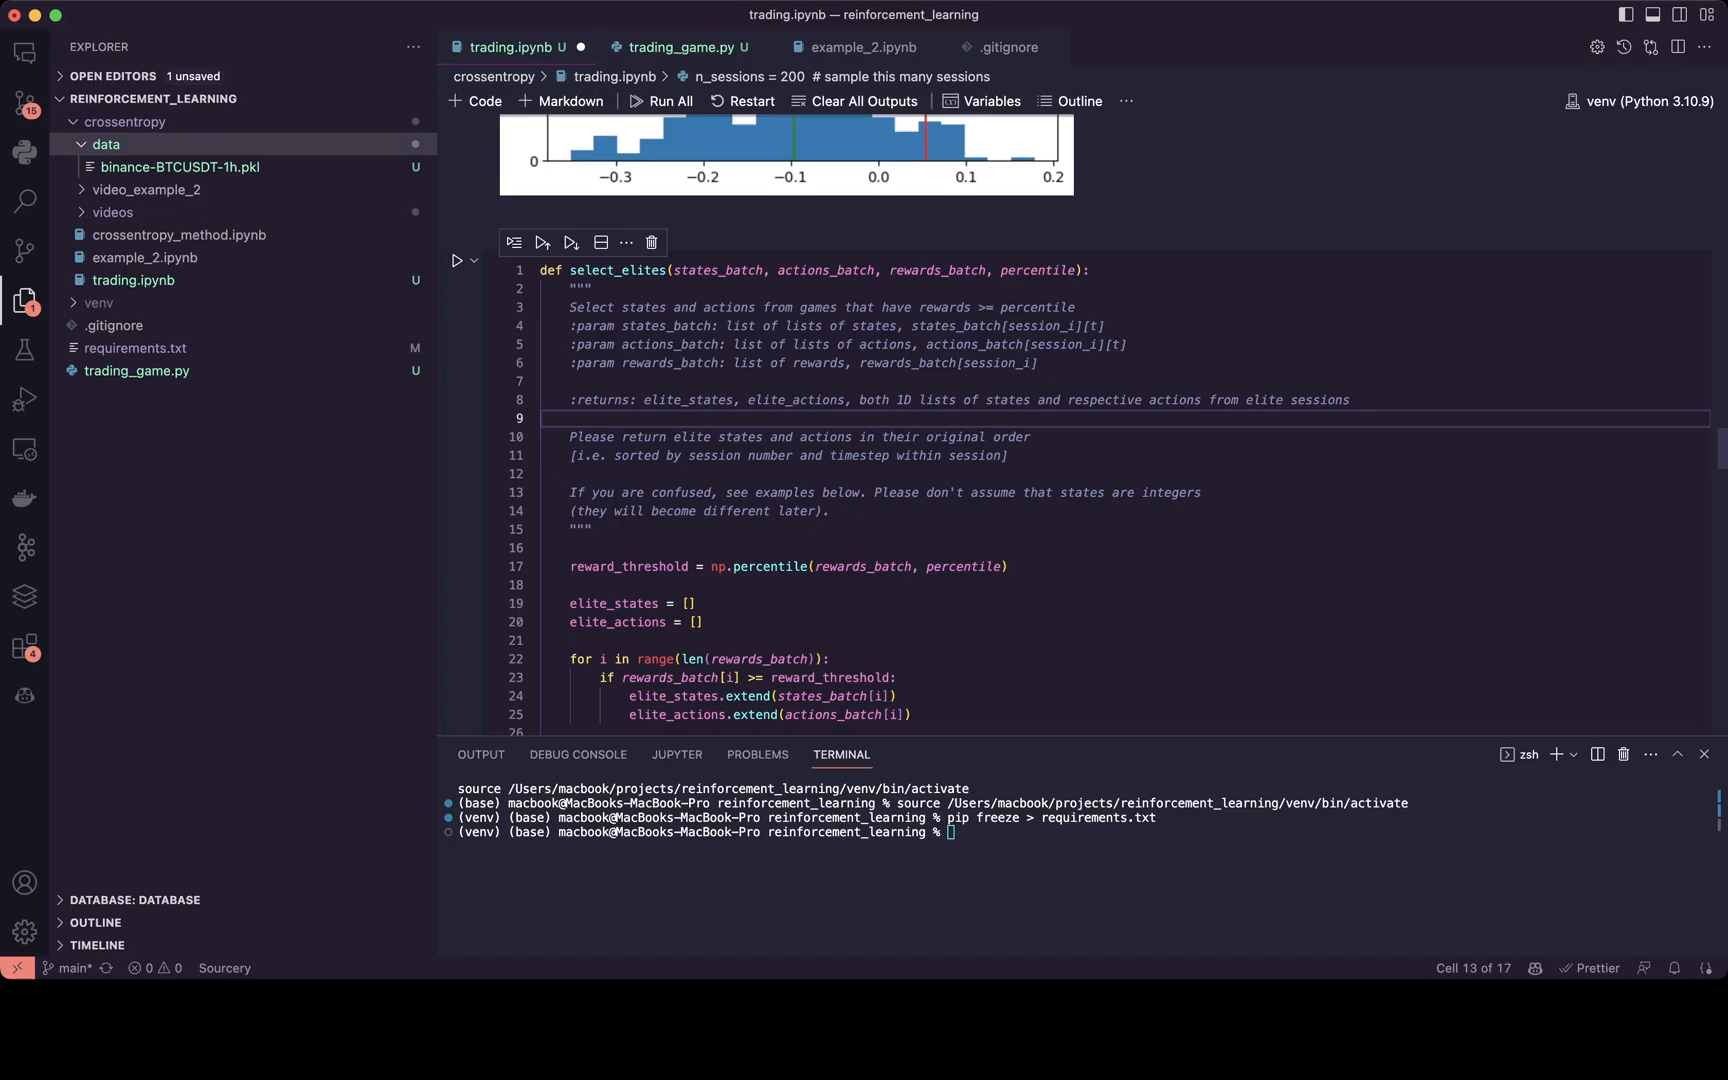 trading.ipynb — reinforcement_learning
EXPLORER
OPEN EDITORS 1 unsaved
REINFORCEMENT_LEARNING
crossentropy
data
binance-BTCUSDT-1h.pkl U
video_example_2
videos
crossentropy_method.ipynb
example_2.ipynb
trading.ipynb U
venv
.gitignore
requirements.txt M
trading_game.py U
DATABASE: DATABASE
OUTLINE
TIMELINE
15
1
4
trading.ipynb U
trading_game.py U
example_2.ipynb
.gitignore
crossentropy > trading.ipynb > n_sessions = 200 # sample this many sessions
Code Markdown Run All Restart Clear All Outputs Variables Outline
venv (Python 3.10.9)
0
−0.3 −0.2 −0.1 0.0 0.1 0.2
1 def select_elites(states_batch, actions_batch, rewards_batch, percentile):
2 """
3 Select states and actions from games that have rewards >= percentile
4 :param states_batch: list of lists of states, states_batch[session_i][t]
5 :param actions_batch: list of lists of actions, actions_batch[session_i][t]
6 :param rewards_batch: list of rewards, rewards_batch[session_i]
7
8 :returns: elite_states, elite_actions, both 1D lists of states and respective actions from elite sessions
9
10 Please return elite states and actions in their original order
11 [i.e. sorted by session number and timestep within session]
12
13 If you are confused, see examples below. Please don't assume that states are integers
14 (they will become different later).
15 """
16
17 reward_threshold = np.percentile(rewards_batch, percentile)
18
19 elite_states = []
20 elite_actions = []
21
22 for i in range(len(rewards_batch)):
23 if rewards_batch[i] >= reward_threshold:
24 elite_states.extend(states_batch[i])
25 elite_actions.extend(actions_batch[i])
26
OUTPUT DEBUG CONSOLE JUPYTER PROBLEMS TERMINAL
zsh
source /Users/macbook/projects/reinforcement_learning/venv/bin/activate
(base) macbook@MacBooks-MacBook-Pro reinforcement_learning % source /Users/macbook/projects/reinforcement_learning/venv/bin/activate
(venv) (base) macbook@MacBooks-MacBook-Pro reinforcement_learning % pip freeze > requirements.txt
(venv) (base) macbook@MacBooks-MacBook-Pro reinforcement_learning %
main* 0 0 Sourcery
Cell 13 of 17 Prettier